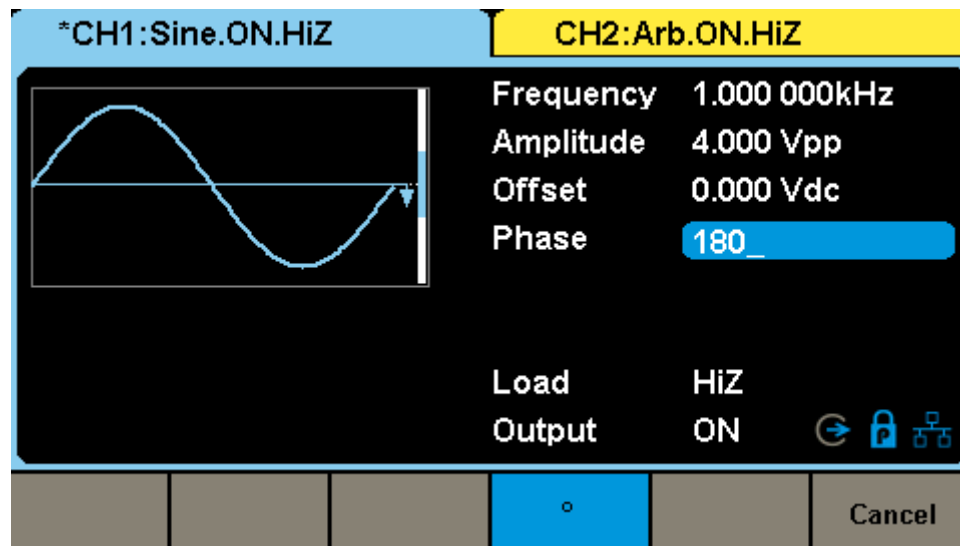 *CH1:Sine.ON.HiZ CH2:Arb.ON.HiZ
Frequency 1.000 000kHz
Amplitude 4.000 Vpp
Offset 0.000 Vdc
Phase 180_
Load HiZ
Output ON P
° Cancel